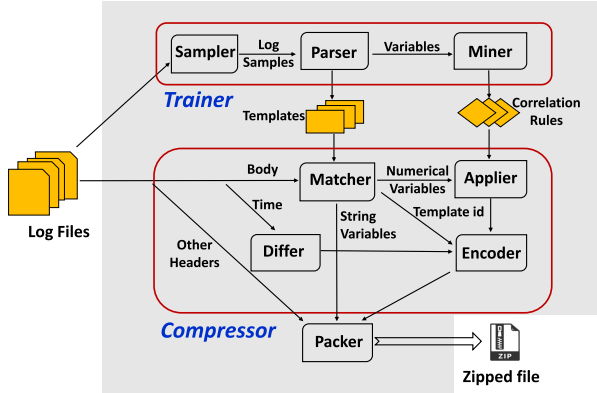 Sampler
Log
Samples
Parser
Variables
Miner
Trainer
Templates
Correlation
Rules
Log Files
Body
Matcher
Numerical
Variables
Applier
Time
String
Variables
Template id
Other
Headers
Differ
Encoder
Compressor
Packer
ZIP
Zipped file